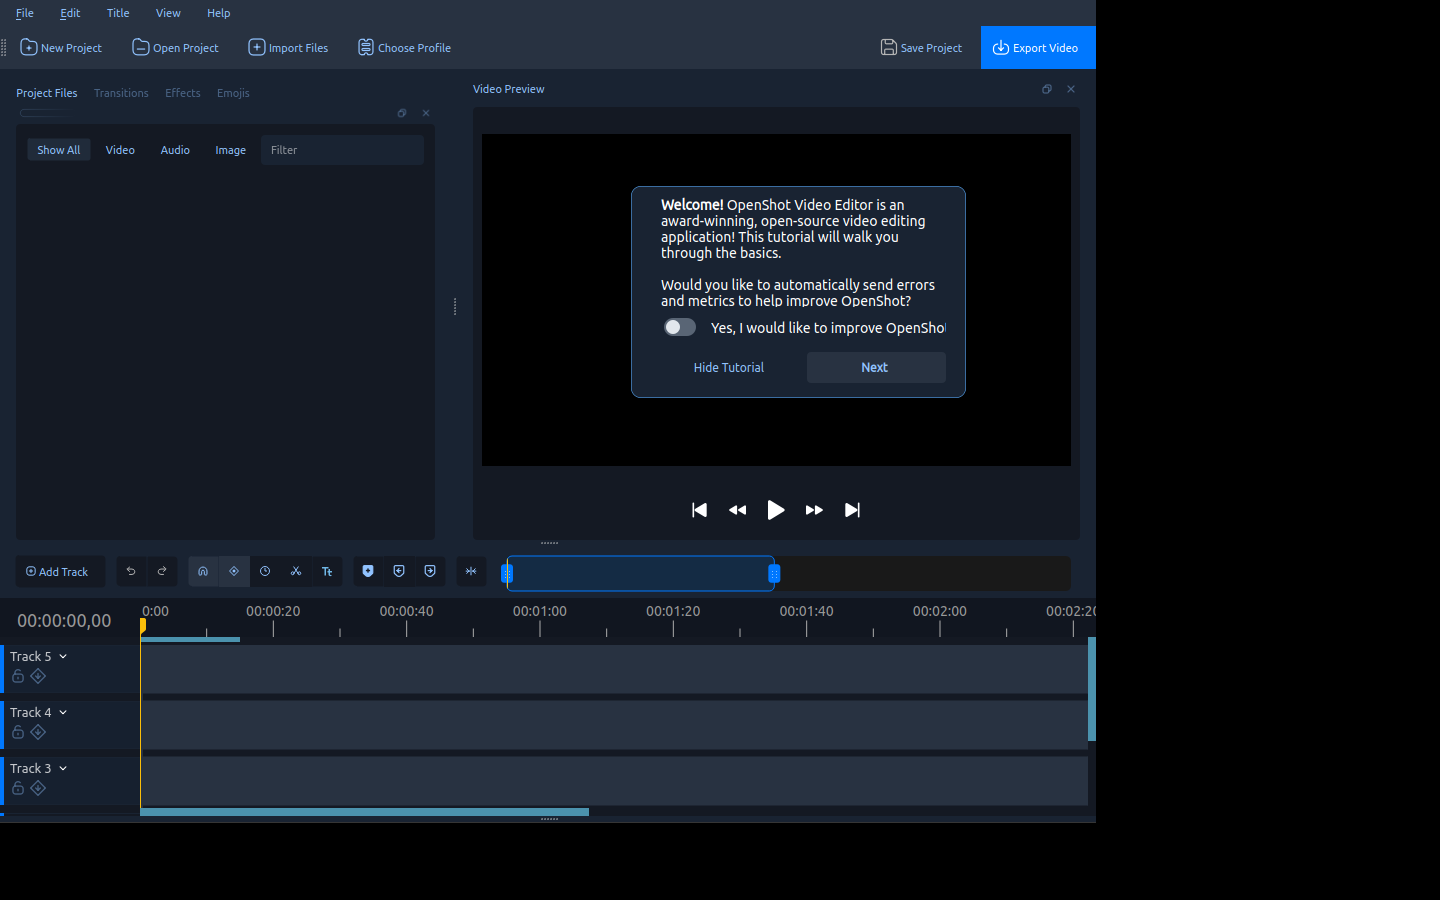 File Edit Title View Help
New Project Open Project Import Files Choose Profile Save Project Export Video
Project Files Transitions Effects Emojis
Video Preview
Show All Video Audio Image Filter
Welcome! OpenShot Video Editor is an
award-winning, open-source video editing
application! This tutorial will walk you
through the basics.
Would you like to automatically send errors
and metrics to help improve OpenShot?
Yes, I would like to improve OpenShot
Hide Tutorial Next
Add Track Tt
00:00:00,00
0:00 00:00:20 00:00:40 00:01:00 00:01:20 00:01:40 00:02:00 00:02:20
Track 5
Track 4
Track 3